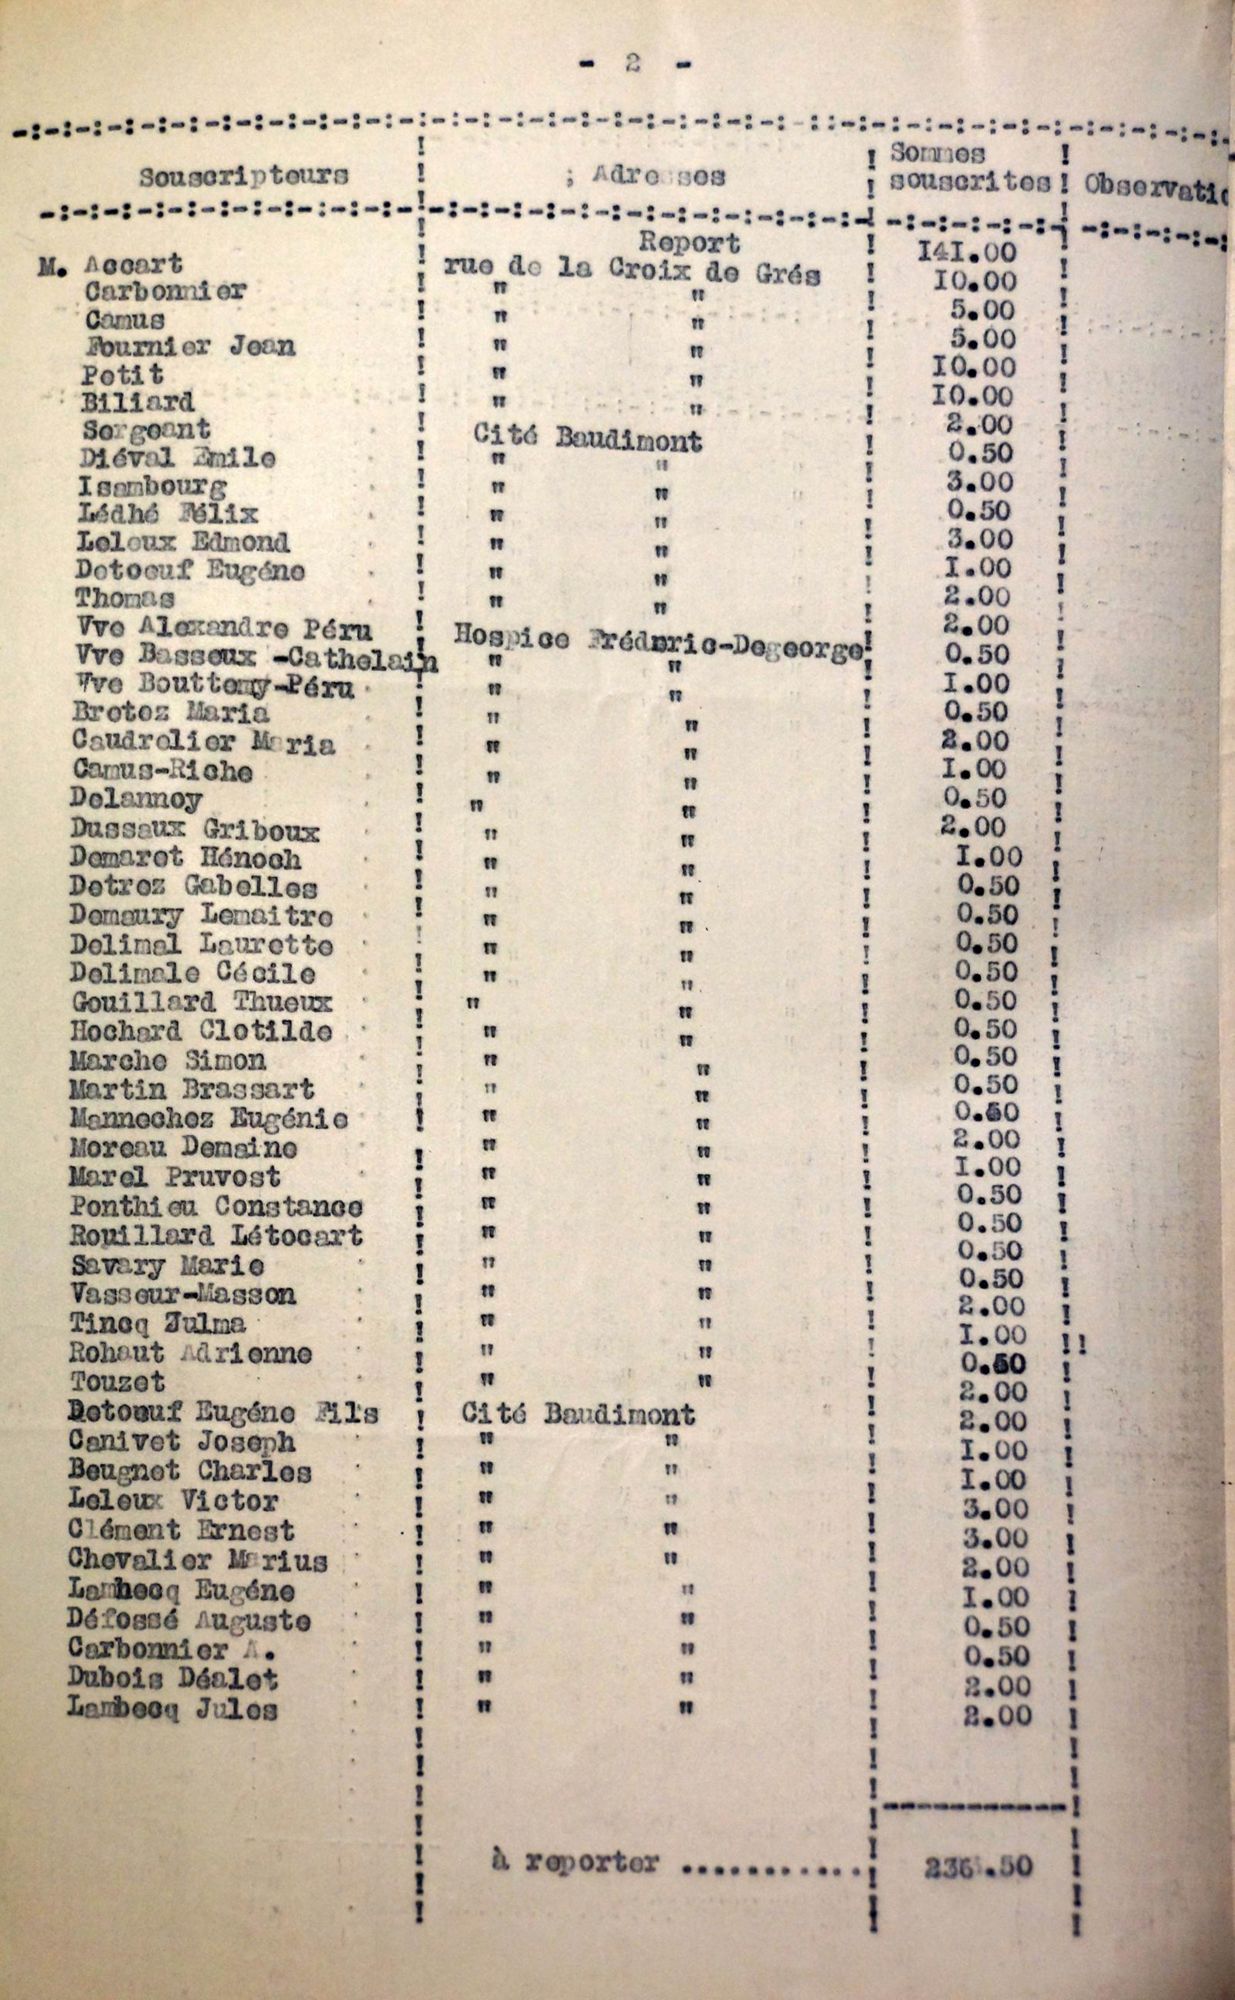 - 2 -
Souscripteurs ; Adresses Sommes souscrites Observatio
Report 141.00
M. Accart rue de la Croix de Grés 10.00
Carbonnier " " 5.00
Camus " " 5.00
Fournier Jean " " 10.00
Petit " " 10.00
Biliard " " 2.00
Sergeant Cité Baudimont 0.50
Diéval Emile " " 3.00
Isambourg " " 0.50
Lédhé Félix " " 3.00
Leleux Edmond " " 1.00
Detoeuf Eugéne " " 2.00
Thomas " " 2.00
Vve Alexandre Péru Hospice Fréderic-Degeorge 0.50
Vve Basseux -Cathelain " " 1.00
Vve Bouttemy-Péru " " 0.50
Bretez Maria " " 2.00
Caudrelier Maria " " 1.00
Camus-Riche " " 0.50
Delannoy " " 2.00
Dussaux Griboux " " 1.00
Demaret Hénoch " " 0.50
Detrez Gabelles " " 0.50
Demaury Lemaitre " " 0.50
Delimal Laurette " " 0.50
Delimale Cécile " " 0.50
Gouillard Thueux " " 0.50
Hochard Clotilde " " 0.50
Marche Simon " " 0.50
Martin Brassart " " 0.50
Mannechez Eugénie " " 2.00
Moreau Demaine " " 1.00
Marel Pruvost " " 0.50
Ponthieu Constance " " 0.50
Rouillard Létocart " " 0.50
Savary Marie " " 0.50
Vasseur-Masson " " 2.00
Tincq Julma " " 1.00
Rohaut Adrienne " " 0.50
Touzet " " 2.00
Detoeuf Eugéne Fils Cité Baudimont 2.00
Canivet Joseph " " 1.00
Beugnet Charles " " 1.00
Leleux Victor " " 3.00
Clément Ernest " " 3.00
Chevalier Marius " " 2.00
Lambecq Eugéne " " 1.00
Défossé Auguste " " 0.50
Carbonnier A. " " 0.50
Dubois Déalet " " 2.00
Lambecq Jules " " 2.00
à reporter ........... 236.50